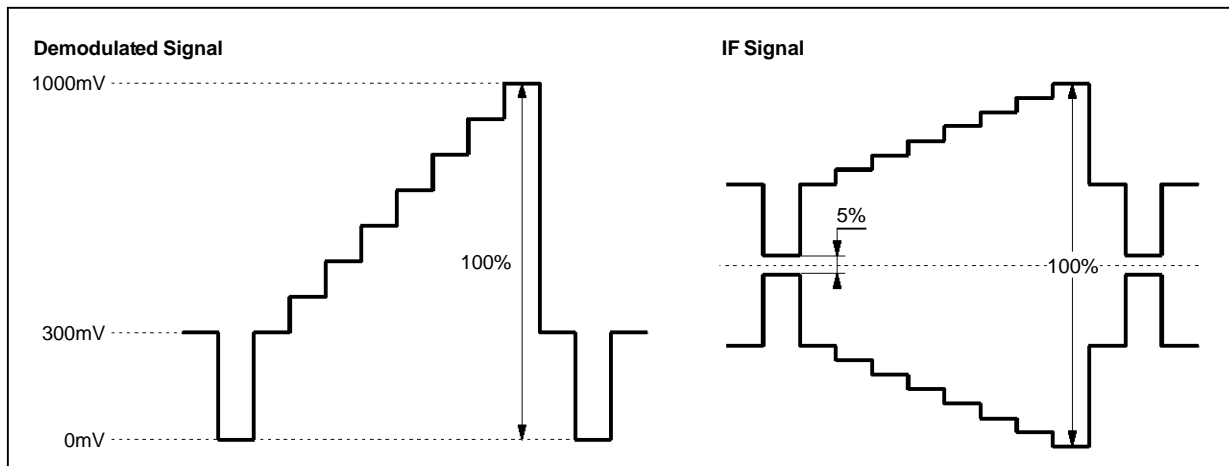 Demodulated Signal
IF Signal
1000mV
5%
100%
100%
300mV
0mV